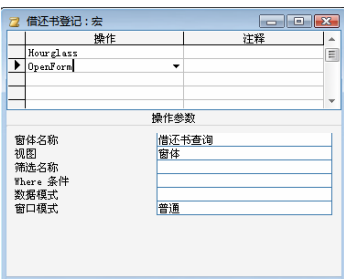 借还书登记：宏
操作 注释
Hourglass
OpenForm
操作参数
窗体名称 借还书查询
视图 窗体
筛选名称
Where 条件
数据模式
窗口模式 普通